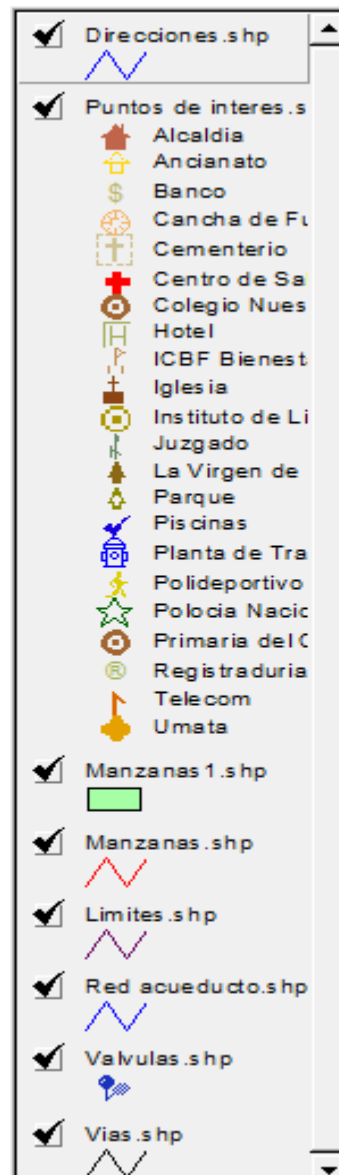 Direcciones.shp
Puntos de interes.s
Alcaldia
Ancianato
Banco
Cancha de Fu
Cementerio
Centro de Sa
Colegio Nues
Hotel
ICBF Bienest
Iglesia
Instituto de Li
Juzgado
La Virgen de
Parque
Piscinas
Planta de Tra
Polideportivo
Polocia Nacio
Primaria del C
Registraduria
Telecom
Umata
Manzanas1.shp
Manzanas.shp
Limites.shp
Red acueducto.shp
Valvulas.shp
Vias.shp